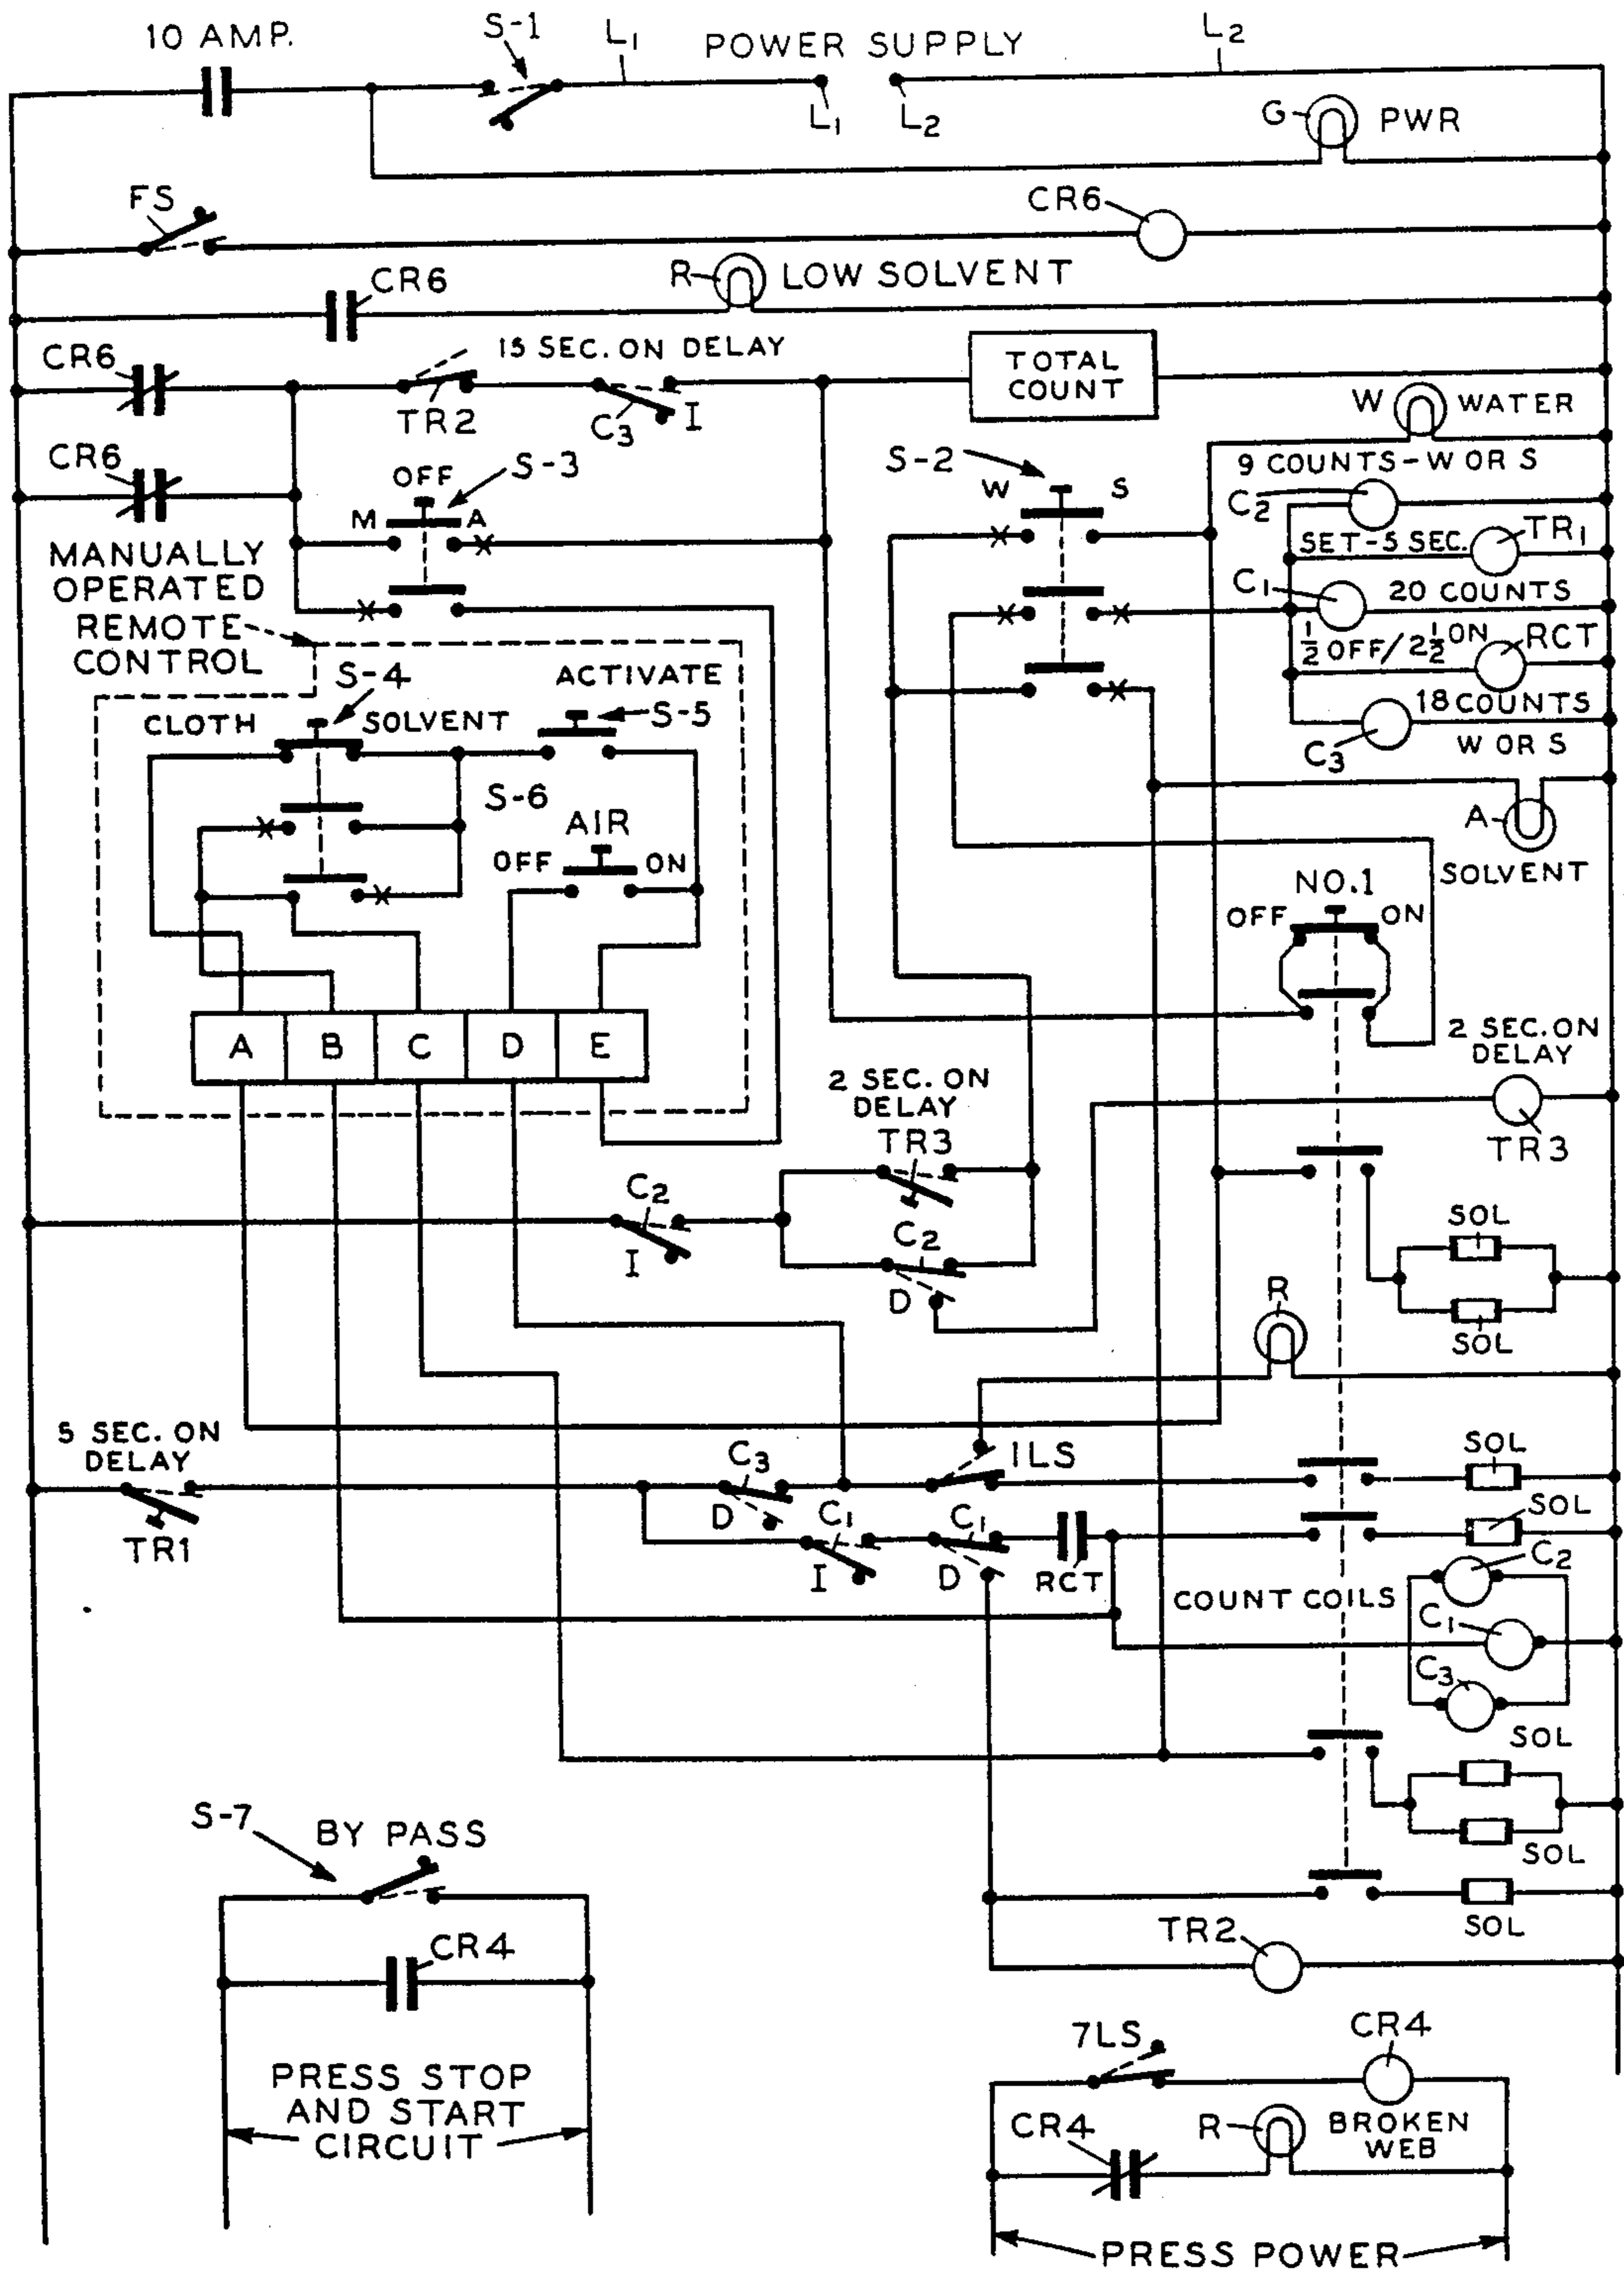 10 AMP.
S-1
L1
POWER SUPPLY
L2
L1
L2
G
PWR
FS
CR6
CR6
R
LOW SOLVENT
CR6
15 SEC. ON DELAY
TR2
C3
I
TOTAL
COUNT
W
WATER
CR6
OFF
S-3
M
A
S-2
W
S
9 COUNTS-W OR S
C2
SET-5 SEC.
TR1
C1
20 COUNTS
1/2 OFF/2 1/2 ON
RCT
18 COUNTS
W OR S
C3
MANUALLY
OPERATED
REMOTE
CONTROL
S-4
ACTIVATE
CLOTH
SOLVENT
S-5
S-6
AIR
OFF
ON
A
SOLVENT
NO.1
OFF
ON
A
B
C
D
E
2 SEC. ON
DELAY
TR3
2 SEC. ON
DELAY
TR3
C2
I
C2
D
SOL
SOL
R
5 SEC. ON
DELAY
TR1
C3
D
1LS
SOL
C1
I
C1
D
RCT
SOL
COUNT COILS
C2
C1
C3
SOL
SOL
S-7
BY PASS
CR4
SOL
TR2
PRESS STOP
AND START
CIRCUIT
7LS
CR4
CR4
R
BROKEN
WEB
PRESS POWER